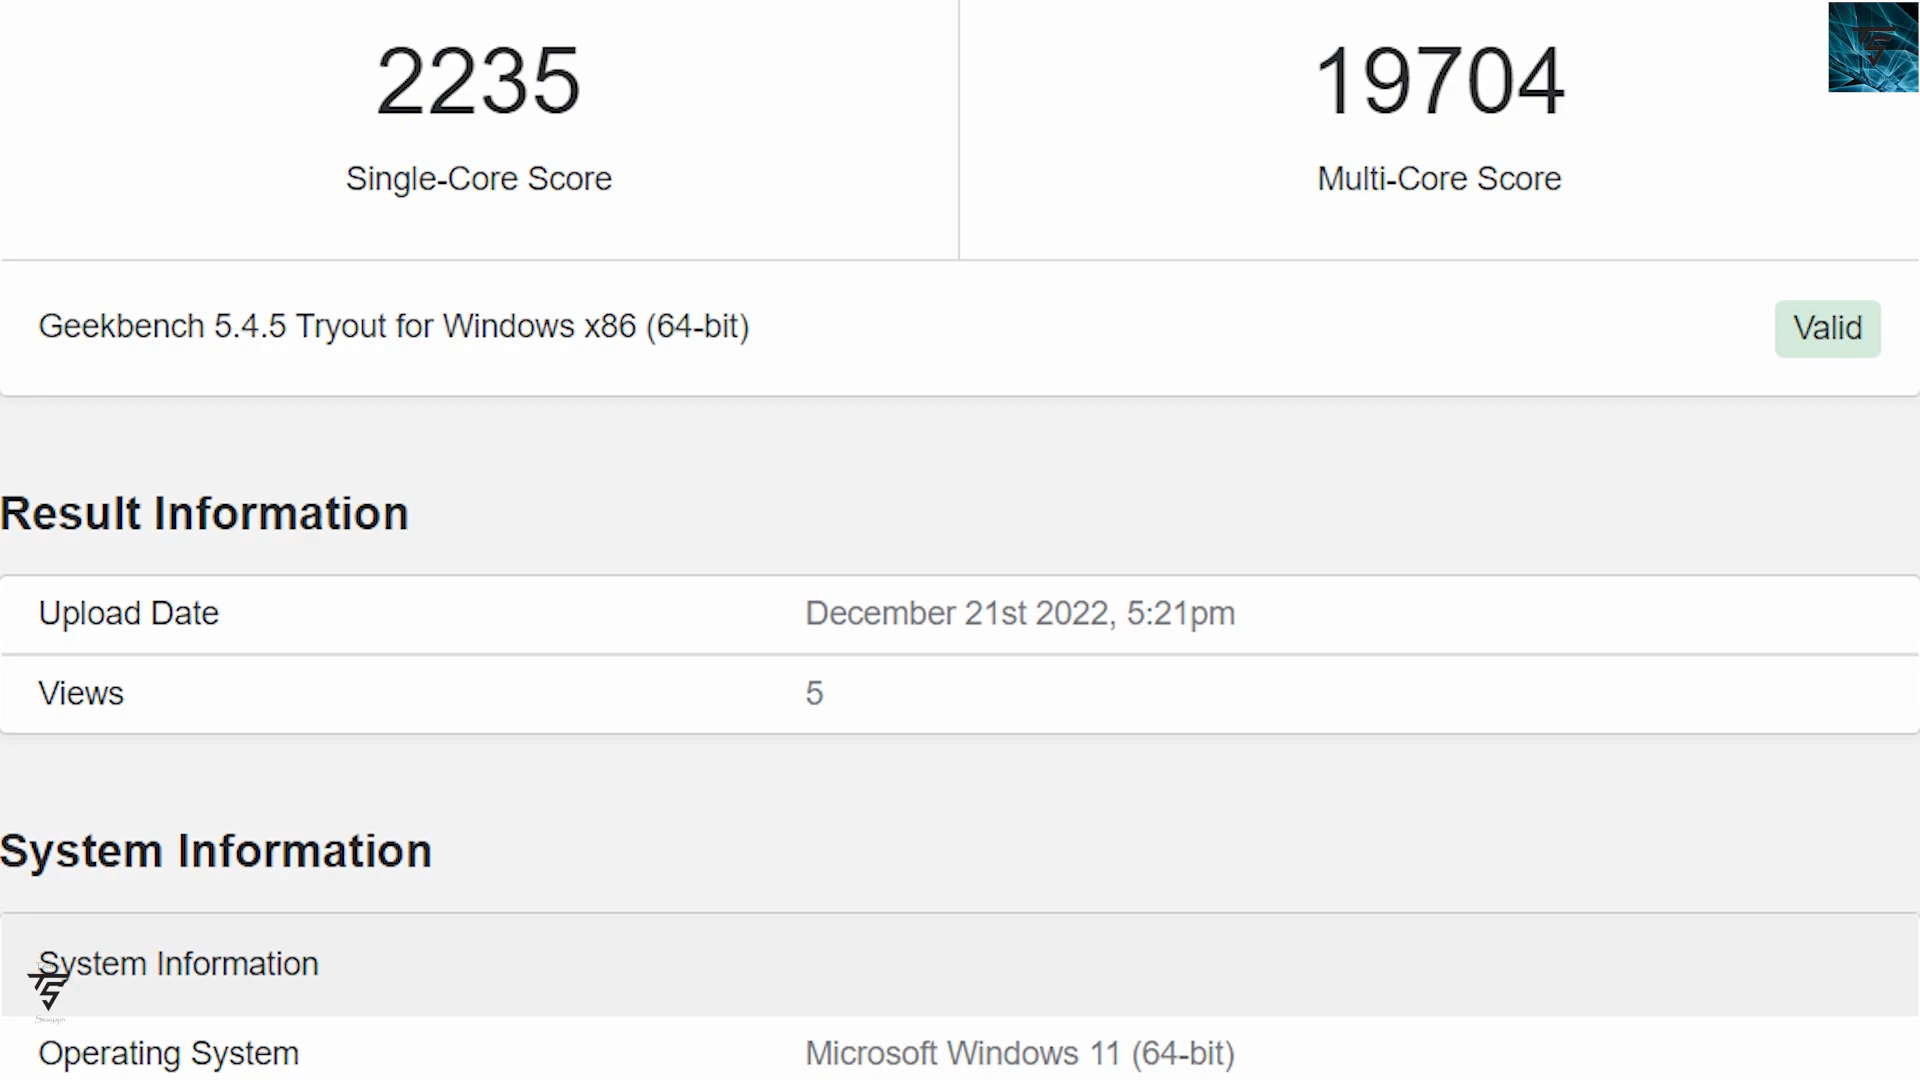 2235
19704
Single-Core Score
Multi-Core Score
Geekbench 5.4.5 Tryout for Windows x86 (64-bit)
Valid
Result Information
Upload Date
December 21st 2022, 5:21pm
Views
5
System Information
System Information
Operating System
Microsoft Windows 11 (64-bit)